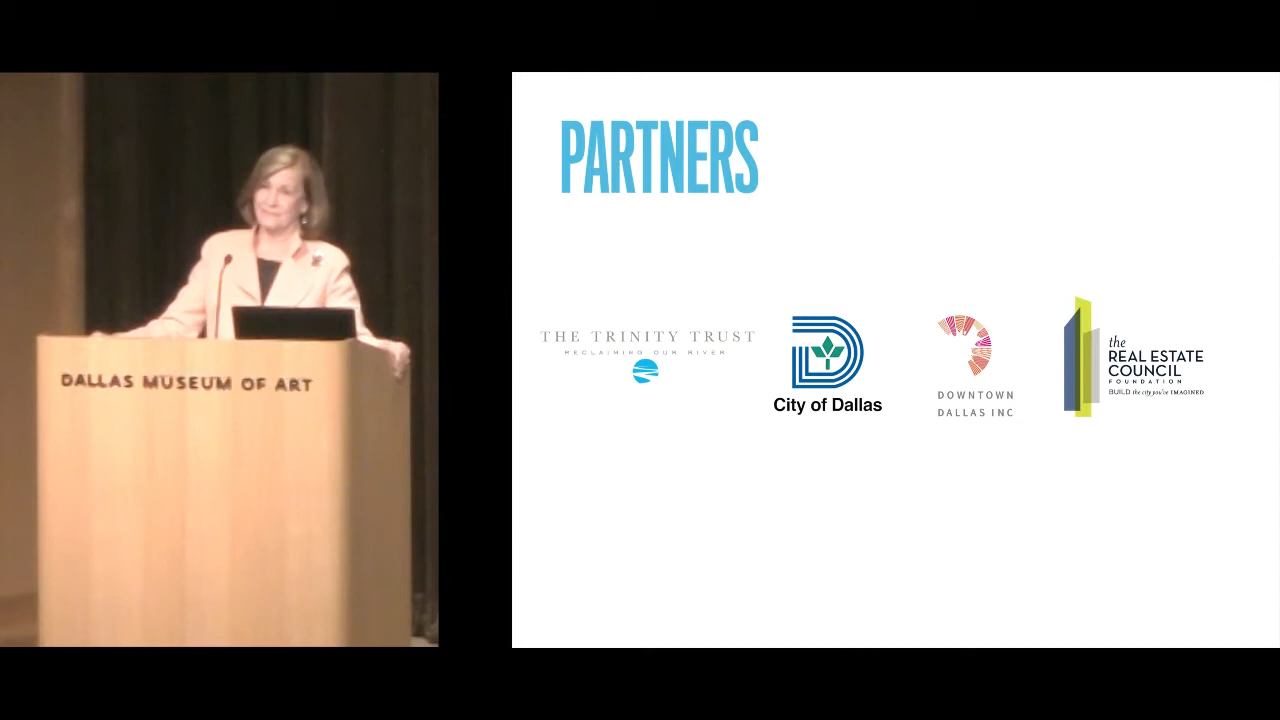 DALLAS MUSEUM OF ART
PARTNERS
THE TRINITY TRUST
RECLAIMING OUR RIVER
City of Dallas
DOWNTOWN
DALLAS INC
the
REAL ESTATE
COUNCIL
FOUNDATION
BUILD the city you've IMAGINED